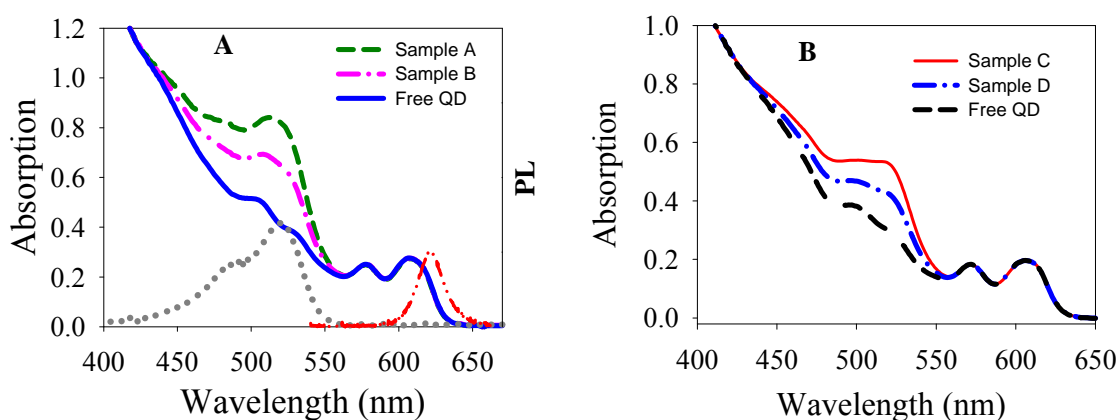 A
Absorption
1.2
1.0
0.8
0.6
0.4
0.2
0.0
Sample A
Sample B
Free QD
400 450 500 550 600 650
Wavelength (nm)
PL
B
Absorption
1.0
0.8
0.6
0.4
0.2
0.0
Sample C
Sample D
Free QD
400 450 500 550 600 650
Wavelength (nm)